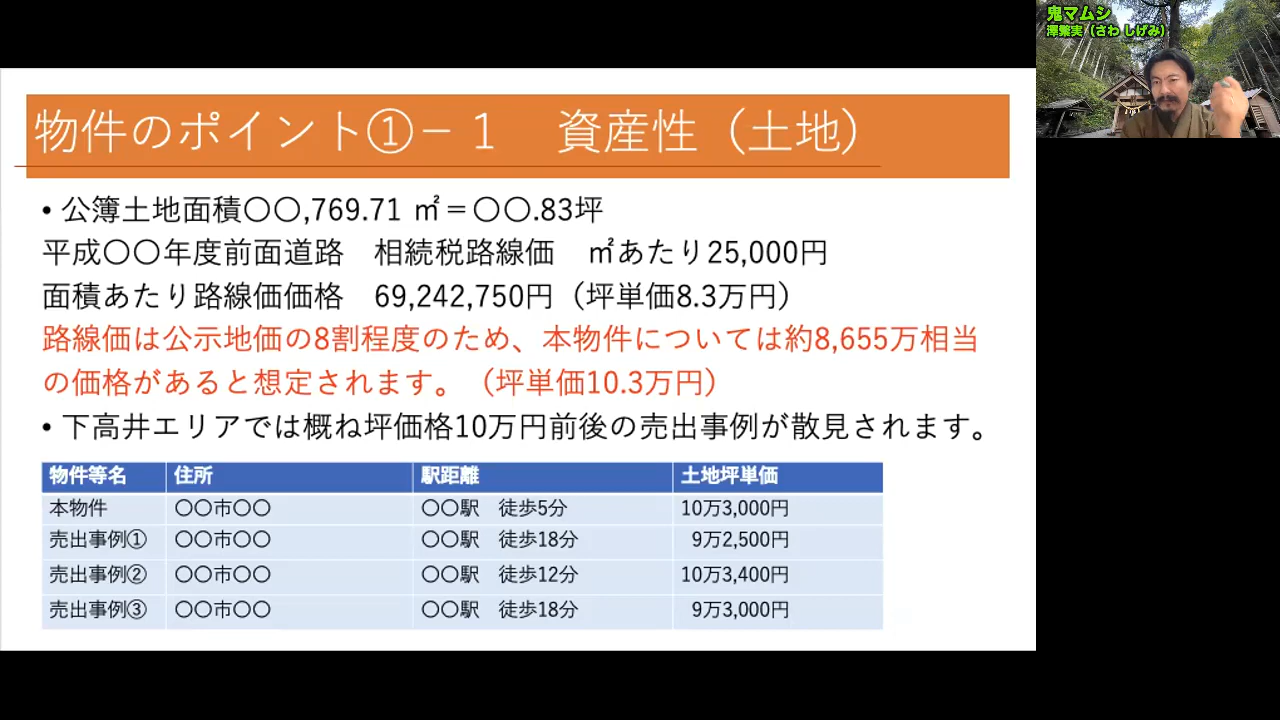 物件のポイント①－１　資産性（土地）
• 公簿土地面積〇〇,769.71 ㎡＝〇〇.83坪
平成〇〇年度前面道路　相続税路線価　㎡あたり25,000円
面積あたり路線価価格　69,242,750円（坪単価8.3万円）
路線価は公示地価の8割程度のため、本物件については約8,655万相当
の価格があると想定されます。（坪単価10.3万円）
• 下高井エリアでは概ね坪価格10万円前後の売出事例が散見されます。
物件等名　住所　駅距離　土地坪単価
本物件　〇〇市〇〇　〇〇駅　徒歩5分　10万3,000円
売出事例①　〇〇市〇〇　〇〇駅　徒歩18分　9万2,500円
売出事例②　〇〇市〇〇　〇〇駅　徒歩12分　10万3,400円
売出事例③　〇〇市〇〇　〇〇駅　徒歩18分　9万3,000円
鬼マムシ
澤繁実（さわ しげみ）